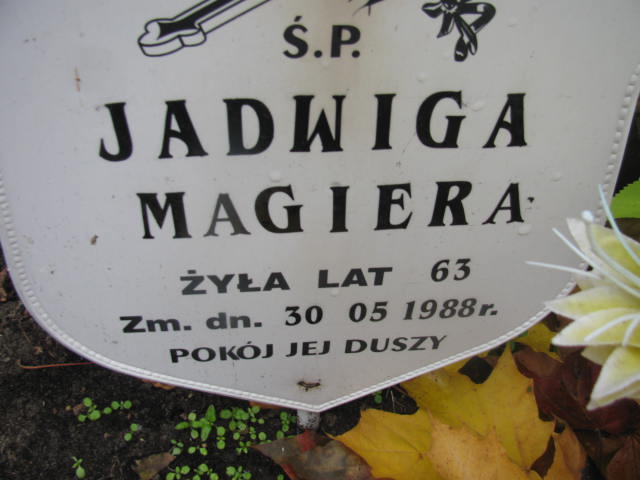 Ś.P.
JADWIGA
MAGIERA
ŻYŁA LAT 63
Zm. dn. 30 05 1988r.
POKÓJ JEJ DUSZY